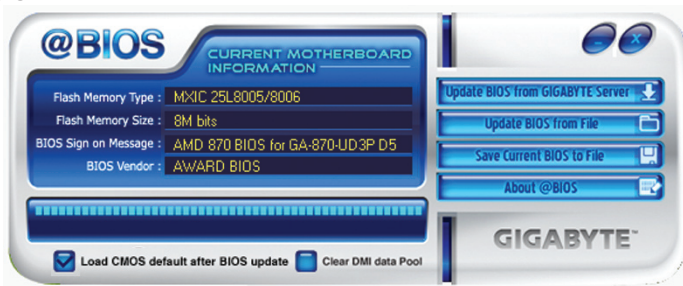 @BIOS
CURRENT MOTHERBOARD
INFORMATION
Flash Memory Type : MXIC 25L8005/8006
Flash Memory Size : 8M bits
BIOS Sign on Message : AMD 870 BIOS for GA-870-UD3P D5
BIOS Vendor : AWARD BIOS
Update BIOS from GIGABYTE Server
Update BIOS from File
Save Current BIOS to File
About @BIOS
Load CMOS default after BIOS update
Clear DMI data Pool
GIGABYTE™